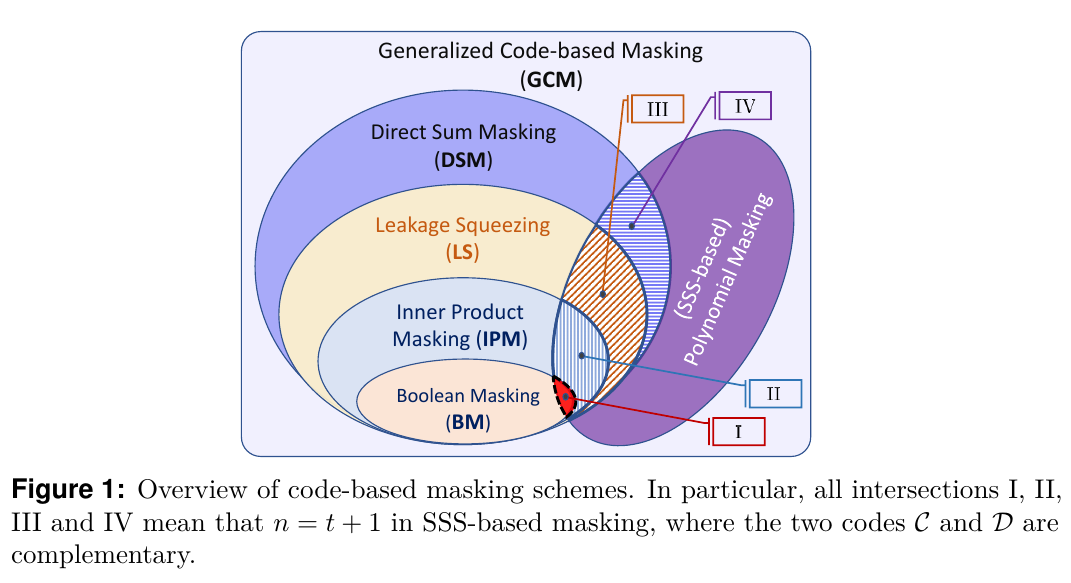 Generalized Code-based Masking
(GCM)
III
IV
Direct Sum Masking
(DSM)
Leakage Squeezing
(LS)
(SSS-based)
Polynomial Masking
Inner Product
Masking (IPM)
II
Boolean Masking
(BM)
I
Figure 1: Overview of code-based masking schemes. In particular, all intersections I, II,
III and IV mean that n = t + 1 in SSS-based masking, where the two codes 𝒞 and 𝒟 are
complementary.